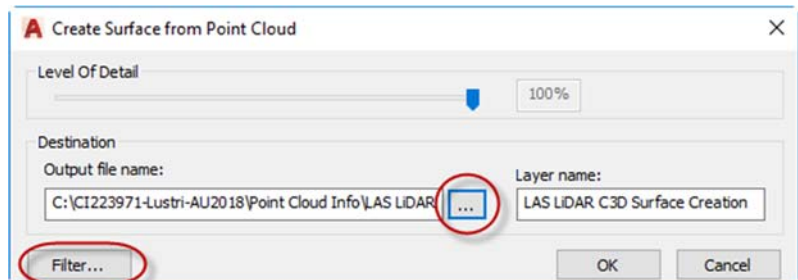 Create Surface from Point Cloud
Level Of Detail
100%
Destination
Output file name:
Layer name:
C:\CI223971-Lustri-AU2018\Point Cloud Info\LAS LiDAR
...
LAS LiDAR C3D Surface Creation
Filter...
OK
Cancel